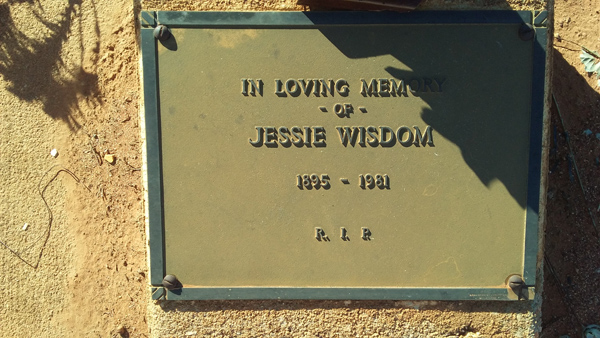 IN LOVING MEMORY
- OF -
JESSIE WISDOM
1895 - 1981
R. I. P.